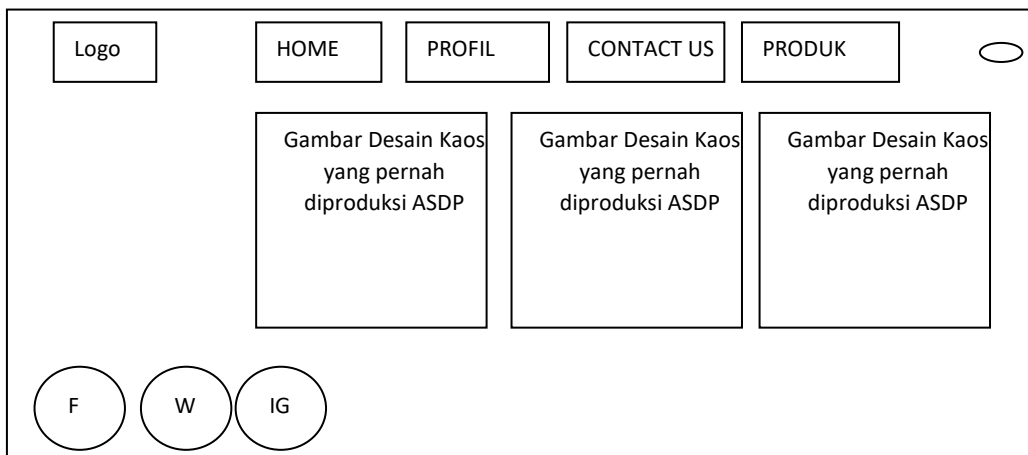 Logo
HOME
PROFIL
CONTACT US
PRODUK
Gambar Desain Kaos
yang pernah
diproduksi ASDP
Gambar Desain Kaos
yang pernah
diproduksi ASDP
Gambar Desain Kaos
yang pernah
diproduksi ASDP
F
W
IG